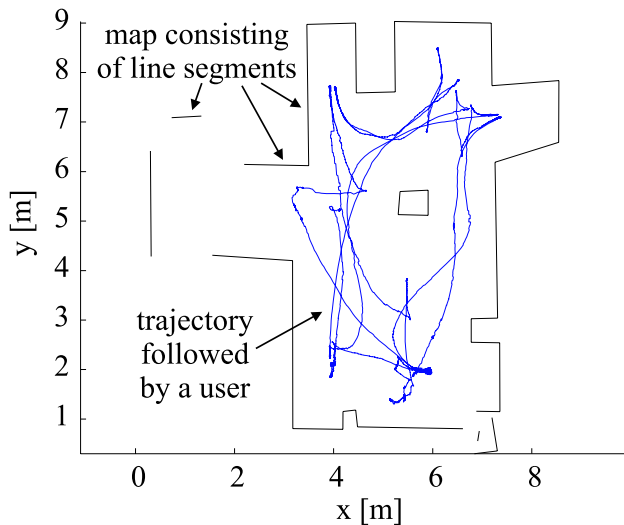 9
map consisting
of line segments
8
7
6
y [m]
5
4
3
trajectory
followed
by a user
2
1
0 2 4 6 8
x [m]